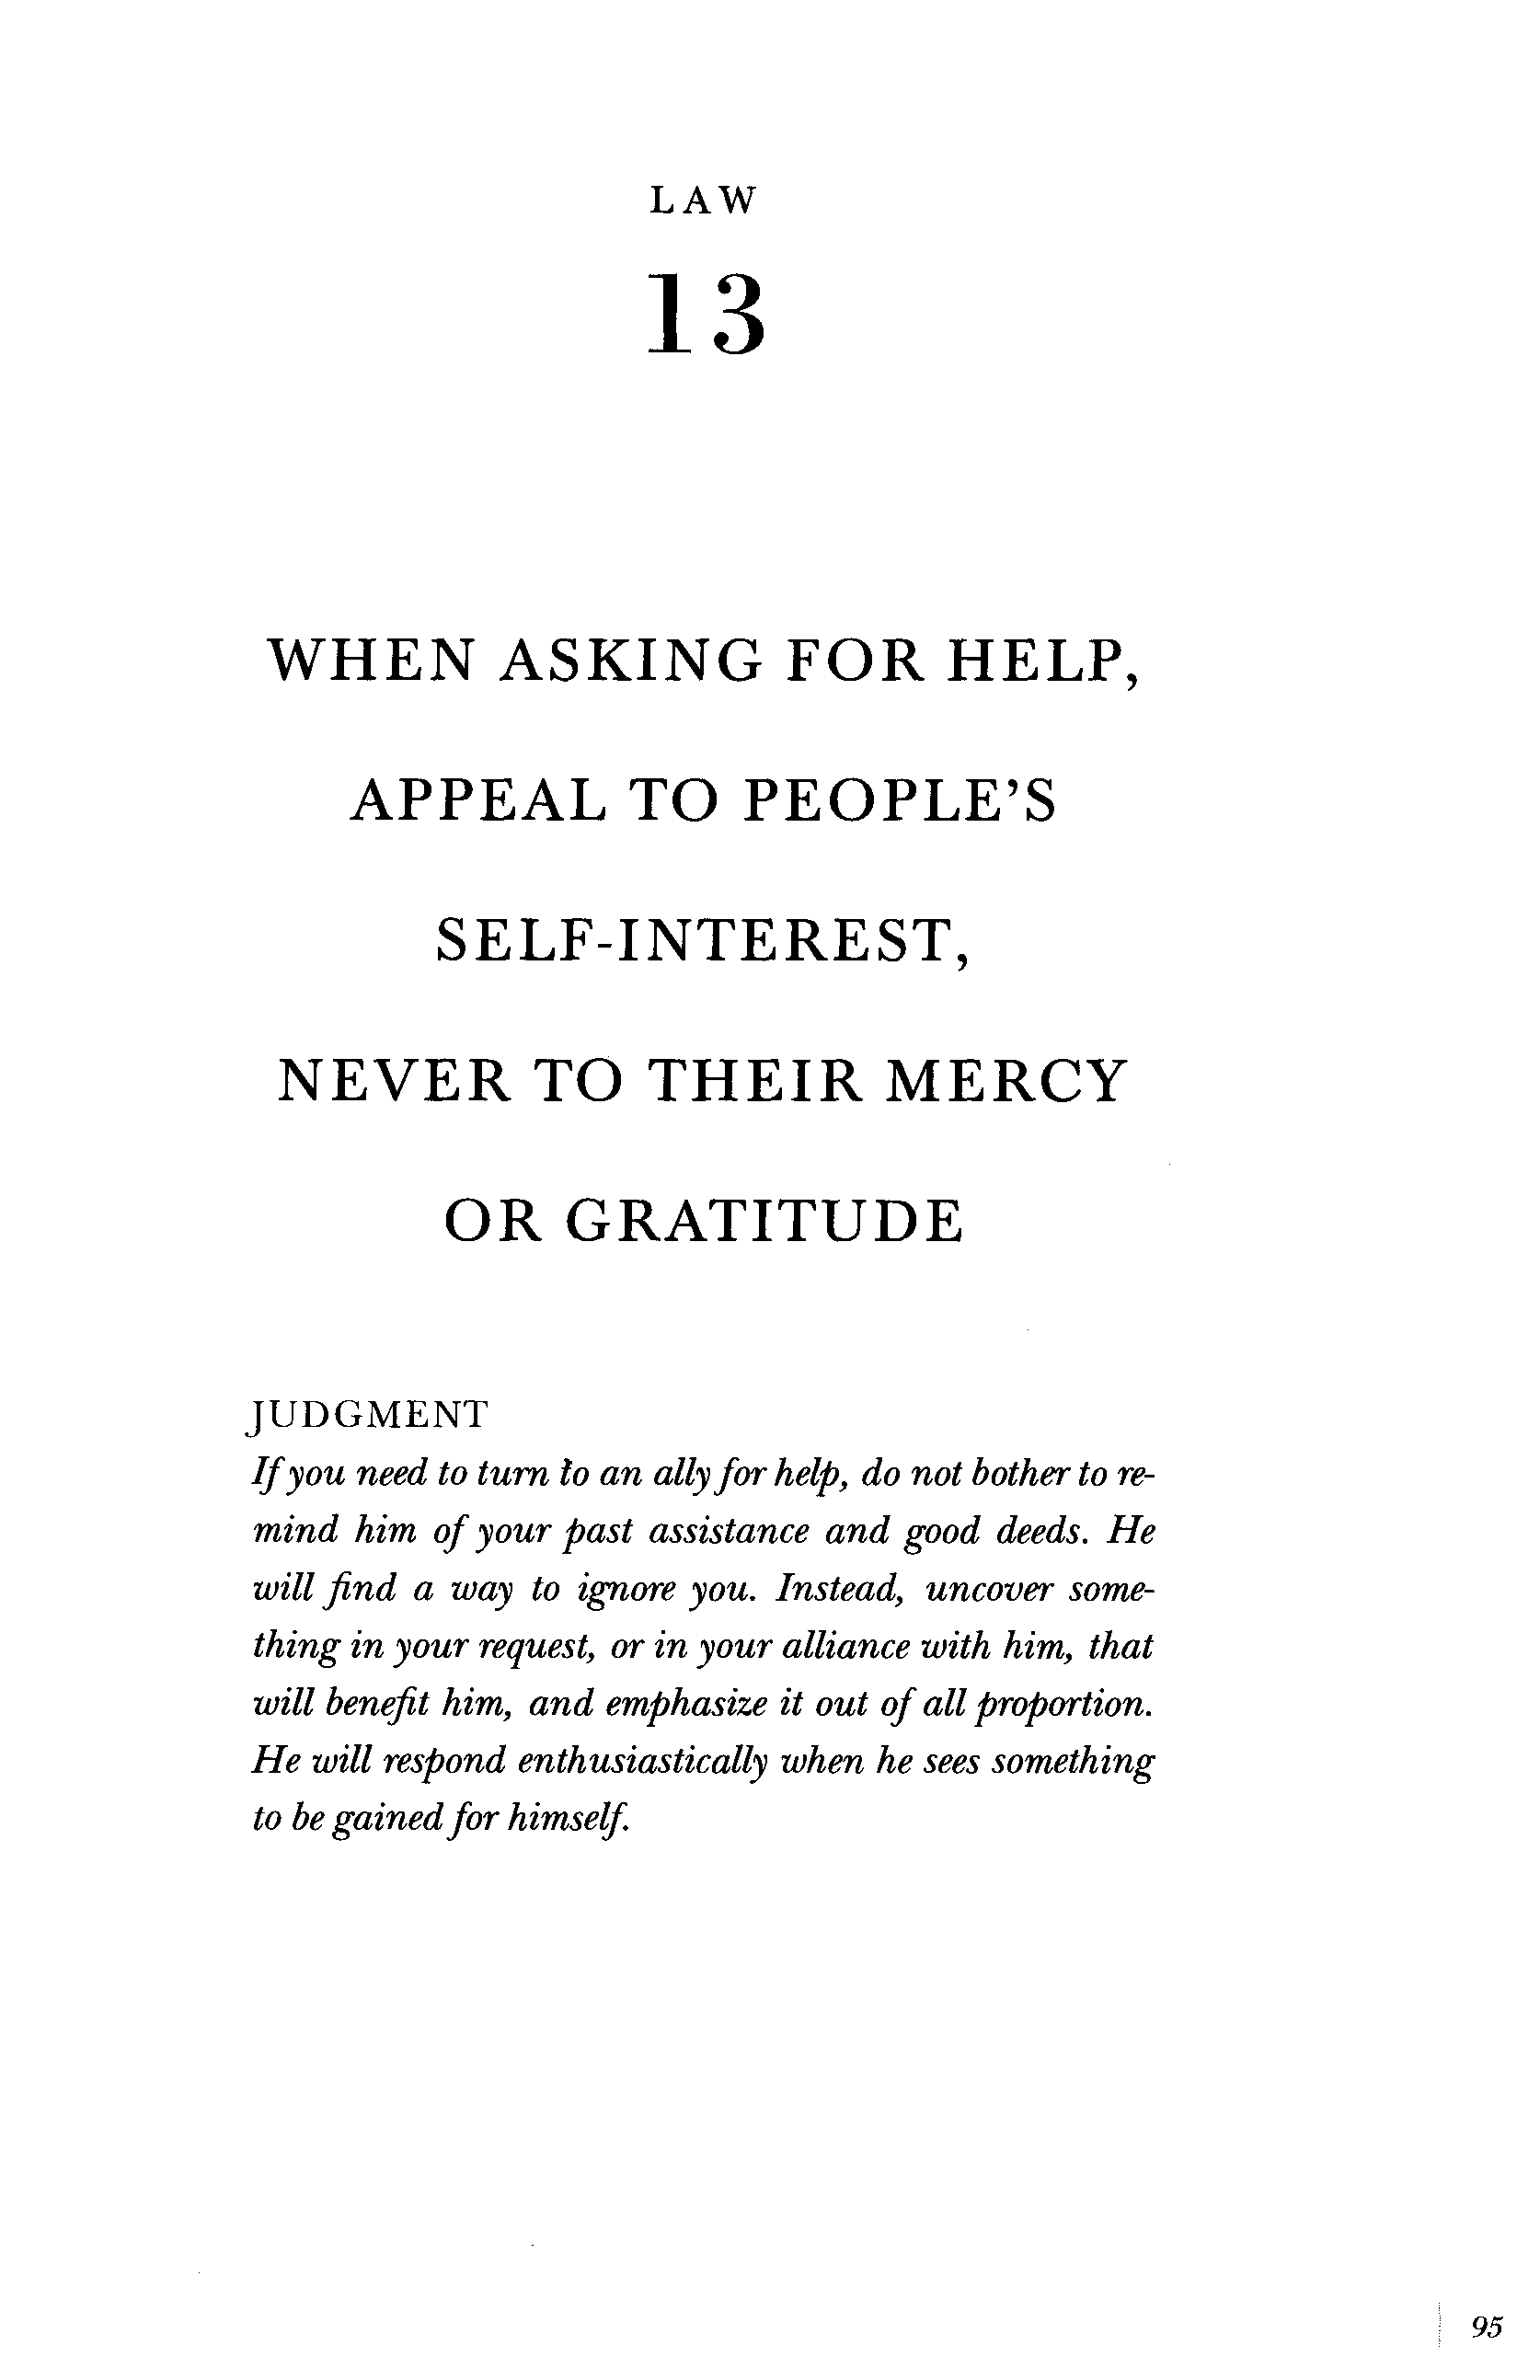 LAW
13
WHEN ASKING FOR HELP,
APPEAL TO PEOPLE'S
SELF-INTEREST,
NEVER TO THEIR MERCY
OR GRATITUDE
JUDGMENT
If you need to turn to an ally for help, do not bother to re-
mind him of your past assistance and good deeds. He
will find a way to ignore you. Instead, uncover some-
thing in your request, or in your alliance with him, that
will benefit him, and emphasize it out of all proportion.
He will respond enthusiastically when he sees something
to be gained for himself.
95